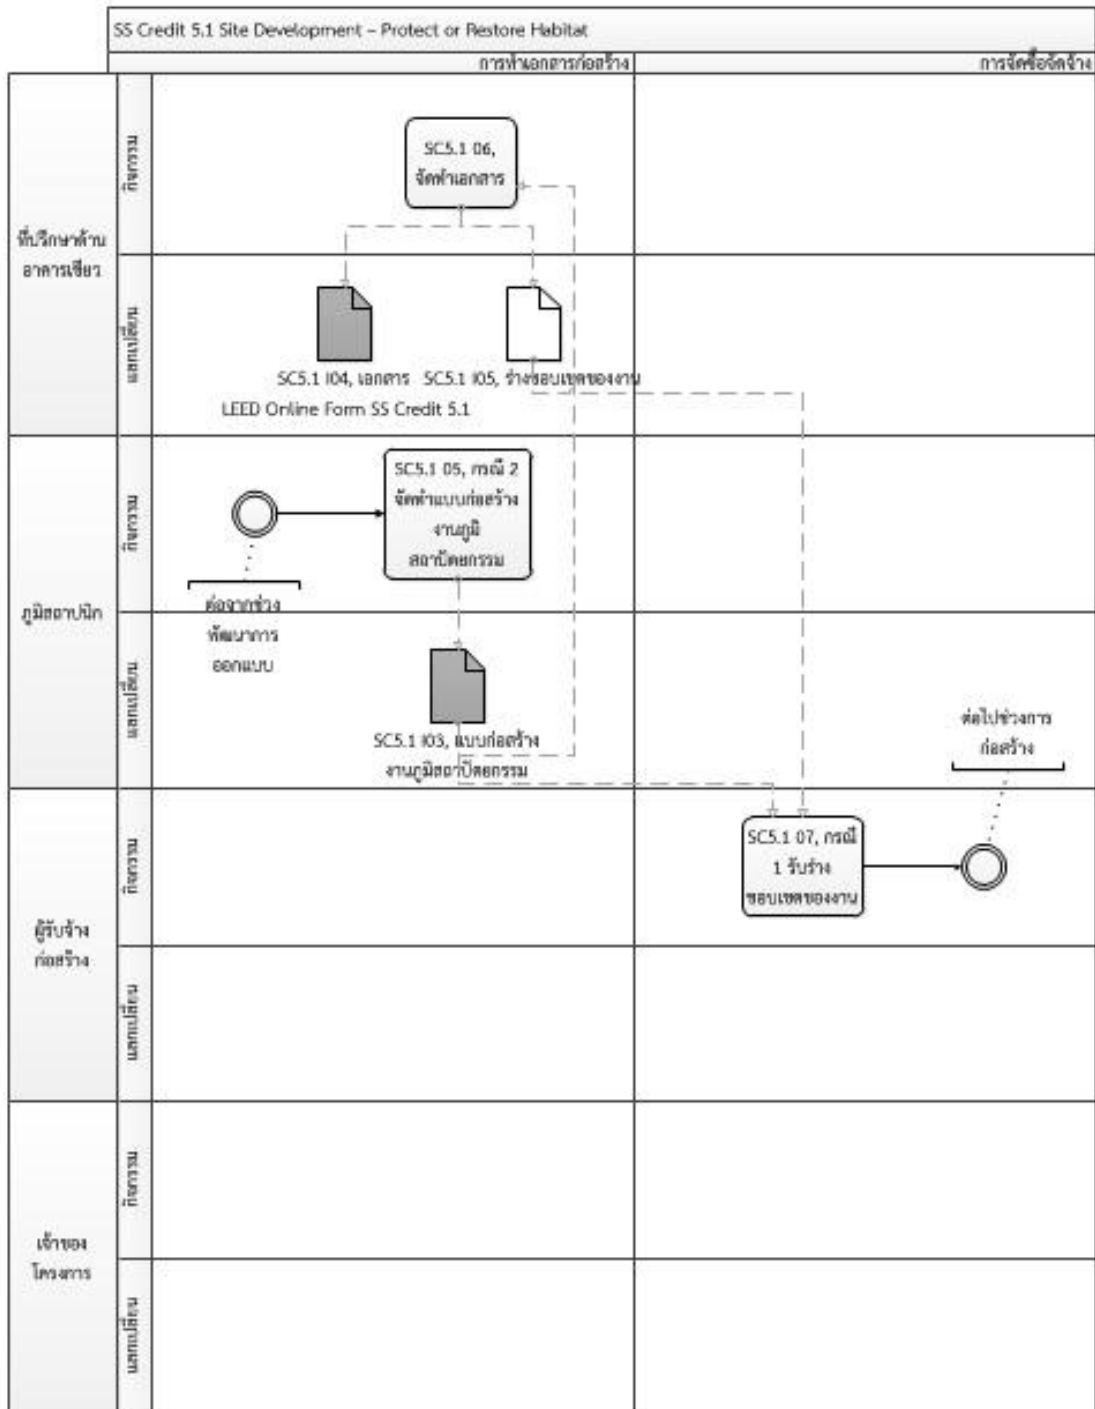 SS Credit 5.1 Site Development – Protect or Restore Habitat
การทำเอกสารก่อสร้าง
การจัดซื้อจัดจ้าง
ที่ปรึกษาด้าน
อาคารเขียว
กิจกรรม
SC5.1 06,
จัดทำเอกสาร
แลกเปลี่ยน
SC5.1 I04, เอกสาร
LEED Online Form SS Credit 5.1
SC5.1 I05, ร่างขอบเขตของงาน
ภูมิสถาปนิก
กิจกรรม
SC5.1 05, กรณี 2
จัดทำแบบก่อสร้าง
งานภูมิ
สถาปัตยกรรม
ต่อจากช่วง
พัฒนาการ
ออกแบบ
แลกเปลี่ยน
SC5.1 I03, แบบก่อสร้าง
งานภูมิสถาปัตยกรรม
ต่อไปช่วงการ
ก่อสร้าง
ผู้รับจ้าง
ก่อสร้าง
กิจกรรม
SC5.1 07, กรณี
1 รับร่าง
ขอบเขตของงาน
แลกเปลี่ยน
เจ้าของ
โครงการ
กิจกรรม
แลกเปลี่ยน